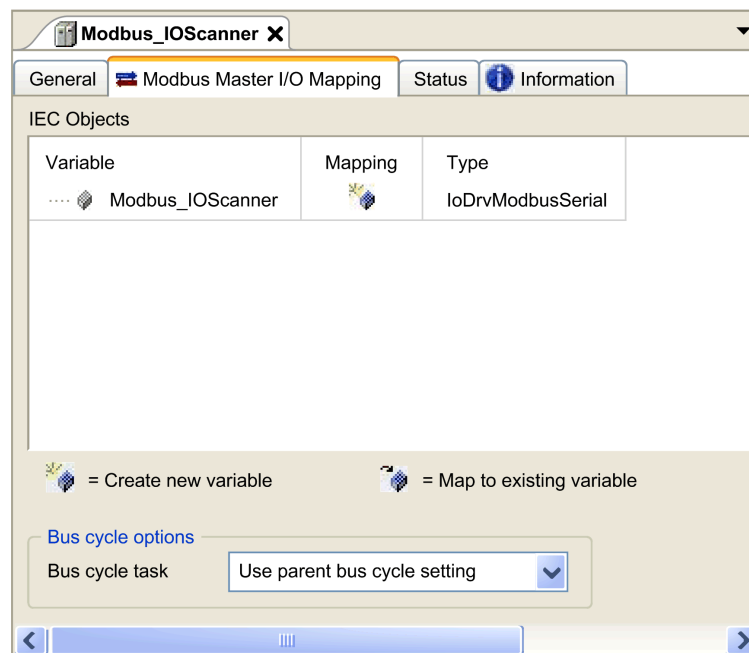 Modbus_IOScanner
General Modbus Master I/O Mapping Status Information
IEC Objects
Variable Mapping Type
Modbus_IOScanner IoDrvModbusSerial
= Create new variable = Map to existing variable
Bus cycle options
Bus cycle task Use parent bus cycle setting